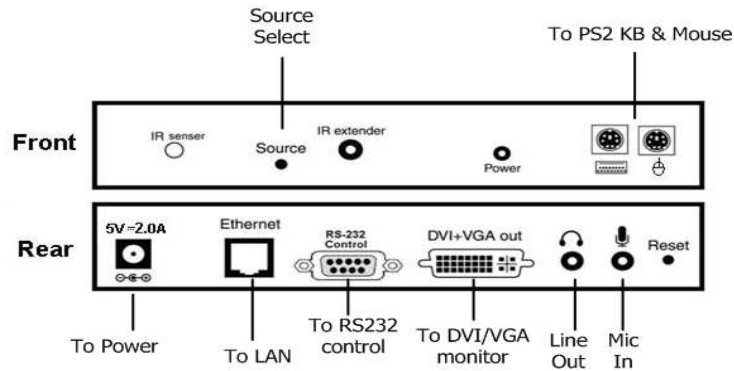 Source
Select
To PS2 KB & Mouse
Front
IR senser
Source
IR extender
Power
Rear
5V=2.0A
Ethernet
RS-232
Control
DVI+VGA out
Reset
To Power
To LAN
To RS232
control
To DVI/VGA
monitor
Line
Out
Mic
In